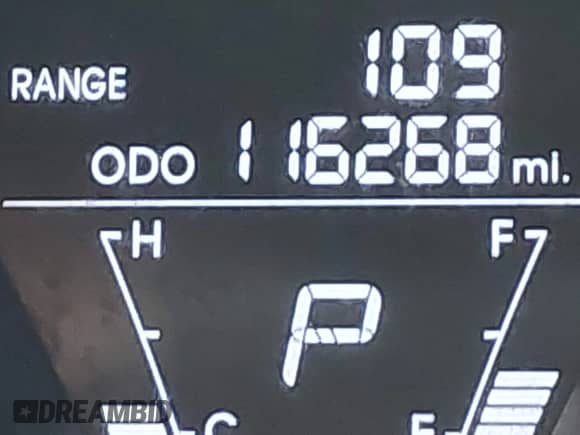 RANGE 109
ODO 116268 mi.
H F
P
C E
DREAMBID